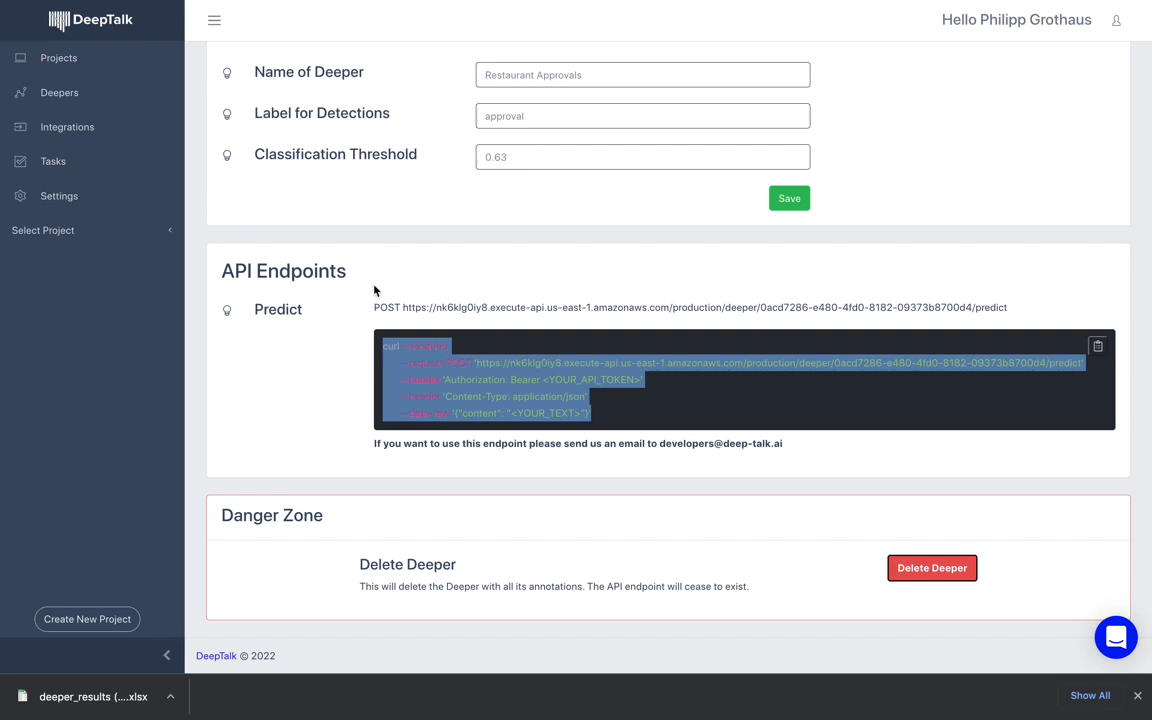 DeepTalk
Hello Philipp Grothaus
Projects
Deepers
Integrations
Tasks
Settings
Select Project
Create New Project
Name of Deeper
Restaurant Approvals
Label for Detections
approval
Classification Threshold
0.63
Save
API Endpoints
Predict
POST https://nk6klg0iy8.execute-api.us-east-1.amazonaws.com/production/deeper/0acd7286-e480-4fd0-8182-09373b8700d4/predict
curl
'https://nk6klg0iy8.execute-api.us-east-1.amazonaws.com/production/deeper/0acd7286-e480-4fd0-8182-09373b8700d4/predict'
'Authorization: Bearer <YOUR_API_TOKEN>'
'Content-Type: application/json'
'{"content": "<YOUR_TEXT>"}'
If you want to use this endpoint please send us an email to developers@deep-talk.ai
Danger Zone
Delete Deeper
This will delete the Deeper with all its annotations. The API endpoint will cease to exist.
Delete Deeper
DeepTalk © 2022
deeper_results (....xlsx
Show All